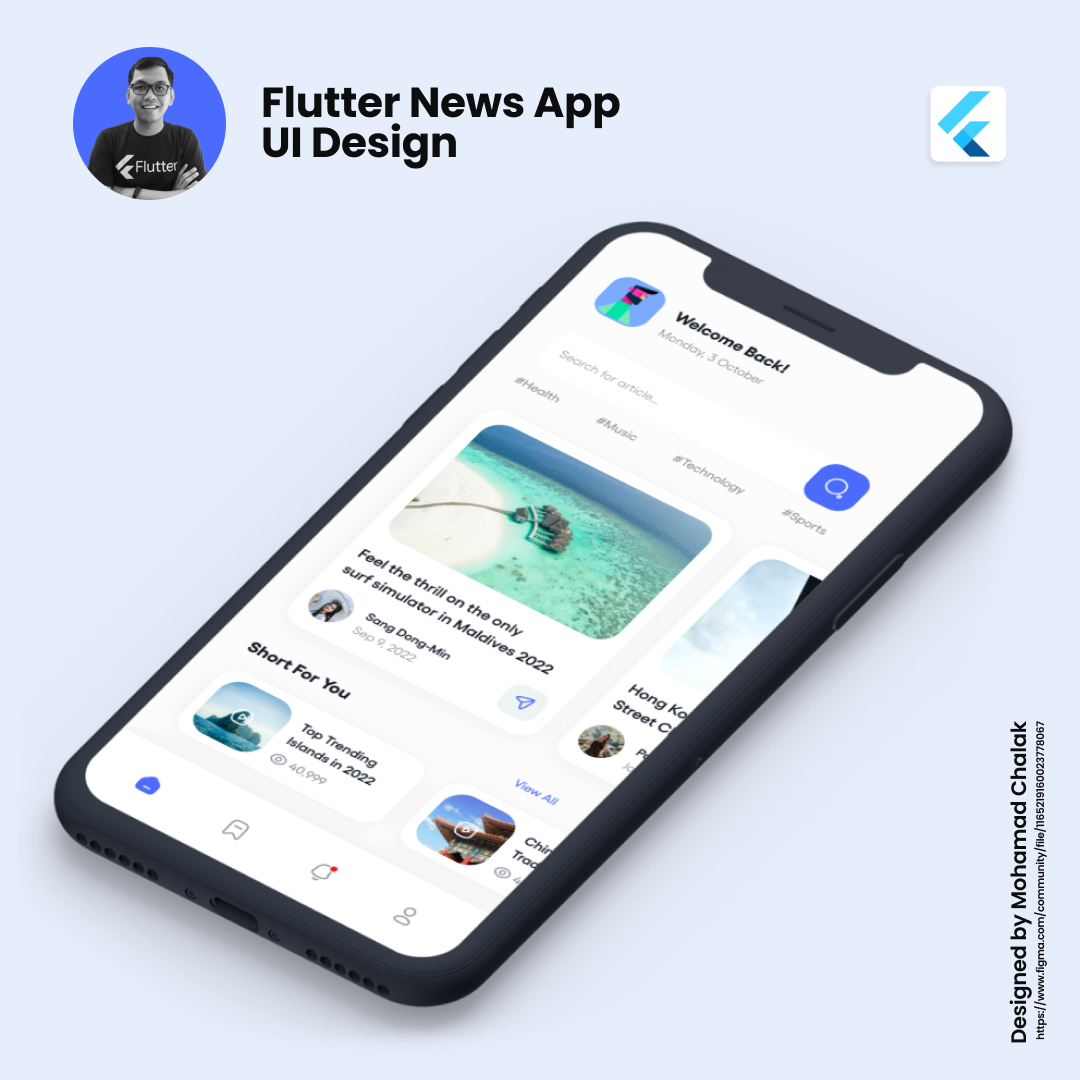 Flutter News App
UI Design
Flutter
Welcome Back!
Monday, 3 October
Search for article...
#Health
#Music
#Technology
#Sports
Feel the thrill on the only
surf simulator in Maldives 2022
Sang Dong-Min
Sep 9, 2022
Hong Ko
Street C
Short For You
View All
Top Trending
Islands in 2022
40,999
Designed by Mohamad Chalak
https://www.figma.com/community/file/1165219160023778067